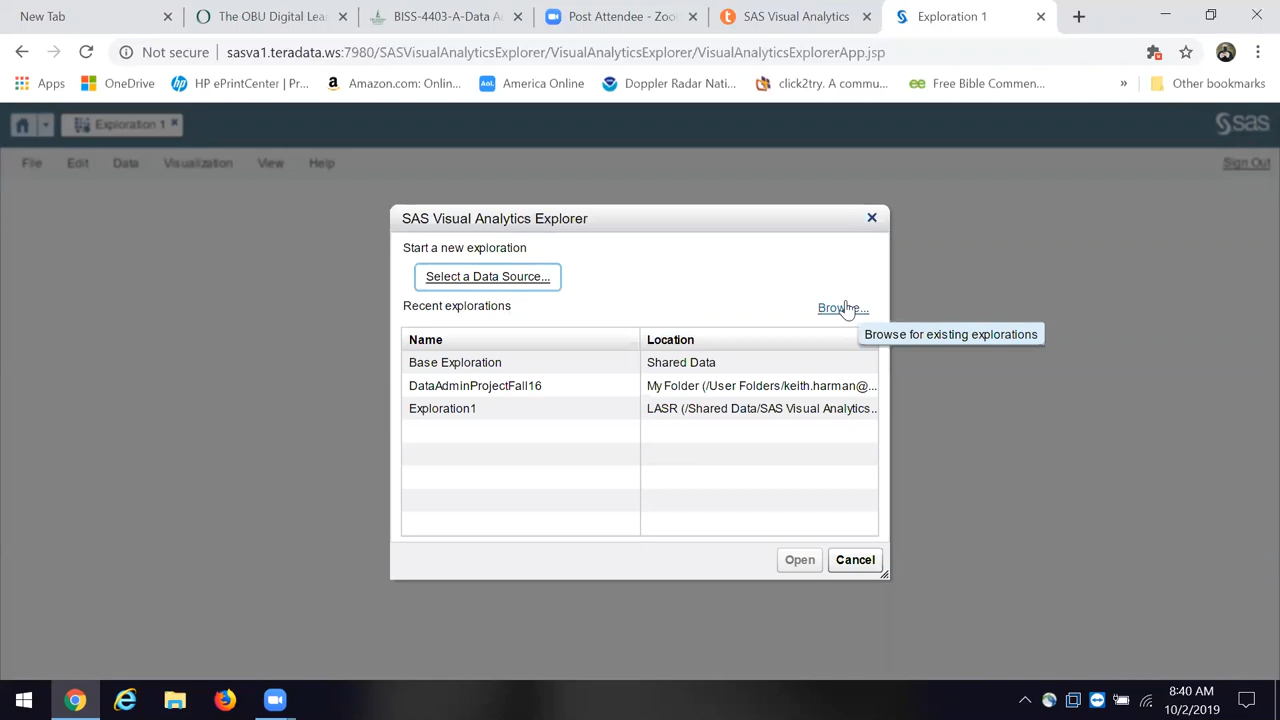 New Tab
The OBU Digital Lea
BISS-4403-A-Data A
Post Attendee - Zoo
SAS Visual Analytics
Exploration 1
Not secure
sasva1.teradata.ws:7980/SASVisualAnalyticsExplorer/VisualAnalyticsExplorer/VisualAnalyticsExplorerApp.jsp
Apps
OneDrive
HP ePrintCenter | Pr...
Amazon.com: Onlin...
America Online
Doppler Radar Nati...
click2try. A commu...
Free Bible Commen...
»
Other bookmarks
Exploration 1
sas
File Edit Data Visualization View Help
Sign Out
SAS Visual Analytics Explorer
Start a new exploration
Select a Data Source...
Recent explorations
Browse...
Browse for existing explorations
Name Location
Base Exploration Shared Data
DataAdminProjectFall16 My Folder (/User Folders/keith.harman@...
Exploration1 LASR (/Shared Data/SAS Visual Analytics...
Open Cancel
8:40 AM
10/2/2019